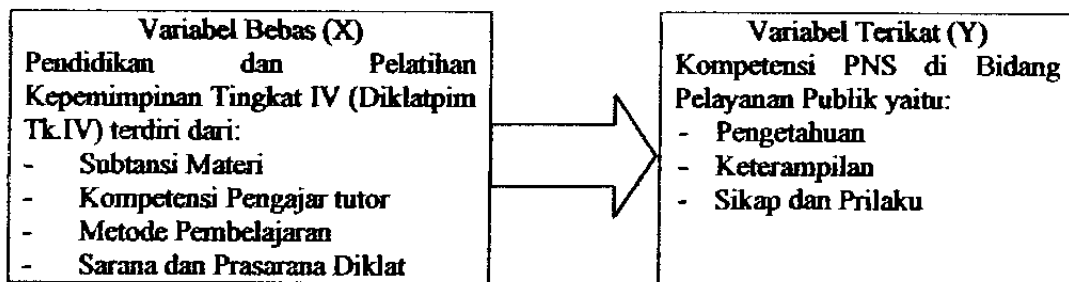 Variabel Bebas (X)
Pendidikan dan Pelatihan
Kepemimpinan Tingkat IV (Diklatpim
Tk.IV) terdiri dari:
- Subtansi Materi
- Kompetensi Pengajar tutor
- Metode Pembelajaran
- Sarana dan Prasarana Diklat
Variabel Terikat (Y)
Kompetensi PNS di Bidang
Pelayanan Publik yaitu:
- Pengetahuan
- Keterampilan
- Sikap dan Prilaku